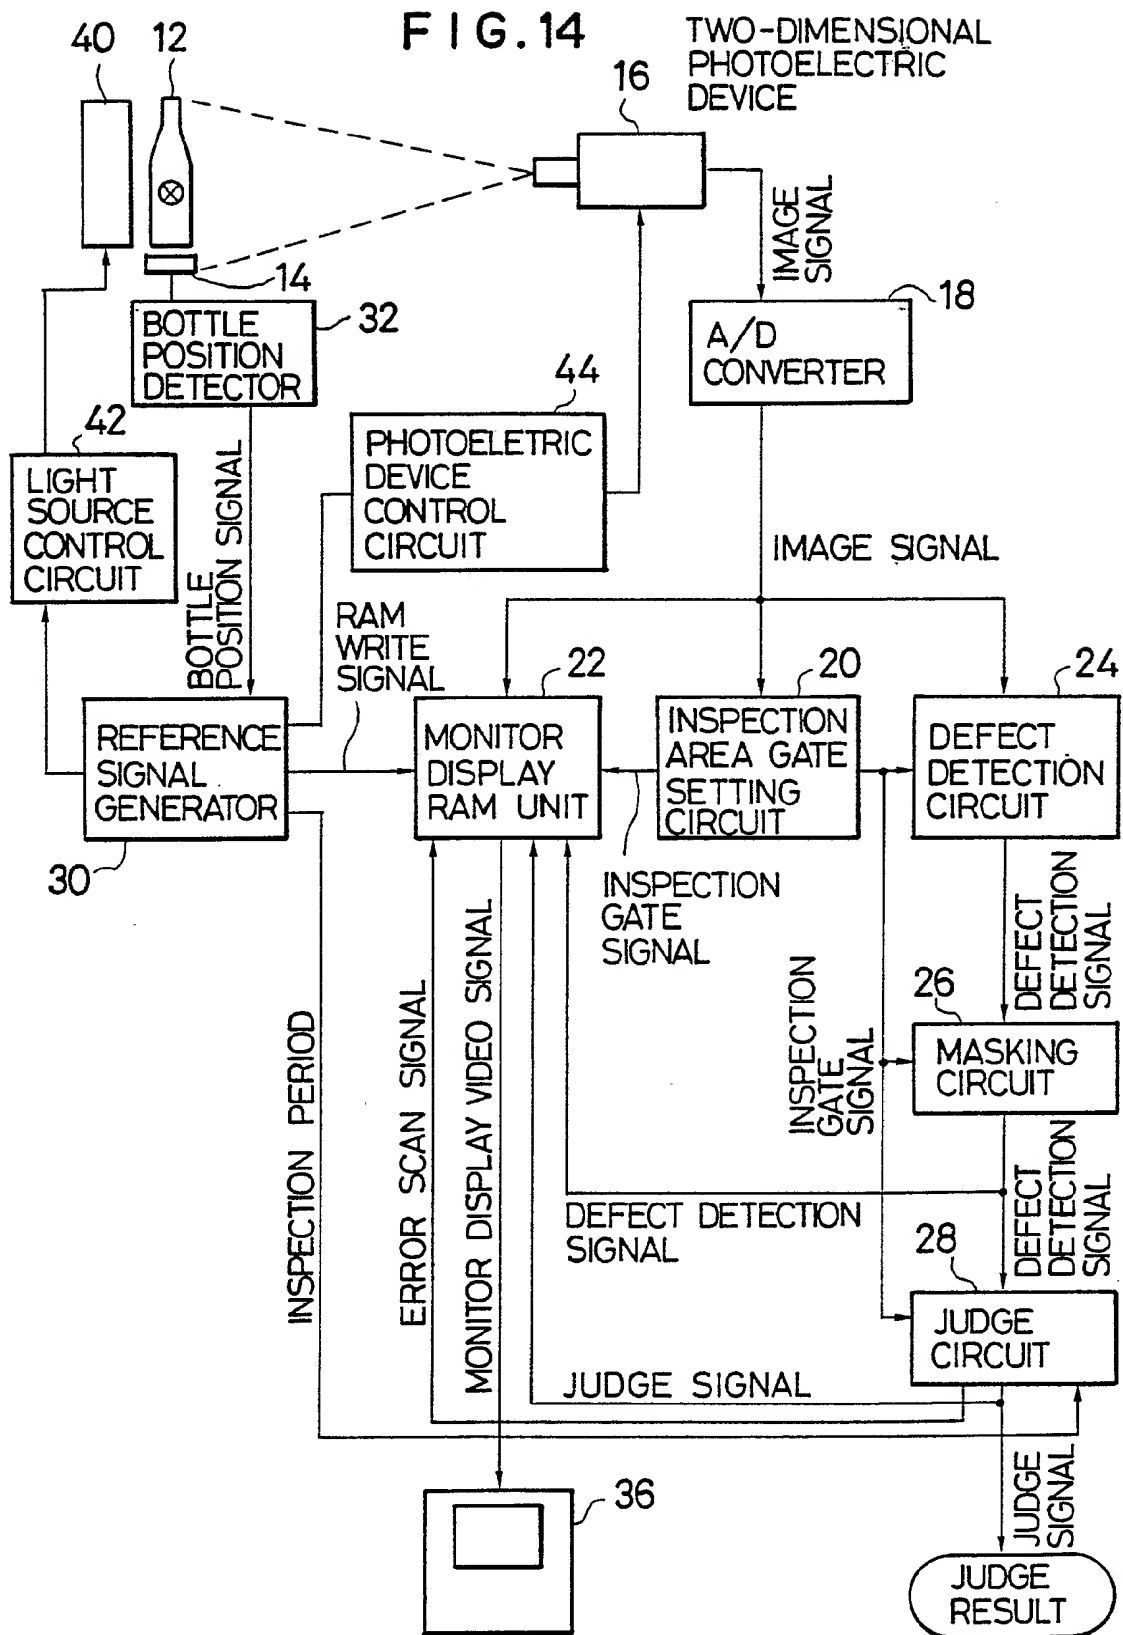 FIG.14
TWO-DIMENSIONAL
PHOTOELECTRIC
DEVICE
40
12
16
IMAGE
SIGNAL
14
18
BOTTLE
POSITION
DETECTOR
32
A/D
CONVERTER
42
44
LIGHT
SOURCE
CONTROL
CIRCUIT
BOTTLE
POSITION SIGNAL
PHOTOELETRIC
DEVICE
CONTROL
CIRCUIT
IMAGE SIGNAL
RAM
WRITE
SIGNAL
22
20
24
REFERENCE
SIGNAL
GENERATOR
30
MONITOR
DISPLAY
RAM UNIT
INSPECTION
AREA GATE
SETTING
CIRCUIT
DEFECT
DETECTION
CIRCUIT
INSPECTION
GATE
SIGNAL
DEFECT
DETECTION
SIGNAL
26
MASKING
CIRCUIT
INSPECTION
GATE
SIGNAL
INSPECTION PERIOD
ERROR SCAN SIGNAL
MONITOR DISPLAY VIDEO SIGNAL
DEFECT DETECTION
SIGNAL
DEFECT
DETECTION
SIGNAL
28
JUDGE
CIRCUIT
JUDGE SIGNAL
JUDGE
SIGNAL
36
JUDGE
RESULT